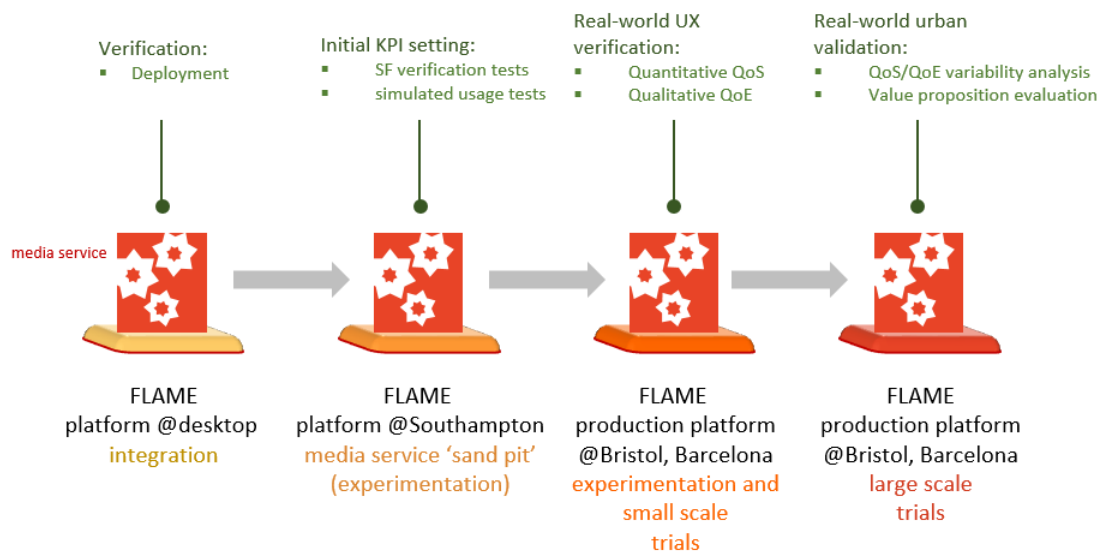 Verification:
▪ Deployment
Initial KPI setting:
▪ SF verification tests
▪ simulated usage tests
Real-world UX
verification:
▪ Quantitative QoS
▪ Qualitative QoE
Real-world urban
validation:
▪ QoS/QoE variability analysis
▪ Value proposition evaluation
media service
FLAME
platform @desktop
integration
FLAME
platform @Southampton
media service ‘sand pit’
(experimentation)
FLAME
production platform
@Bristol, Barcelona
experimentation and
small scale
trials
FLAME
production platform
@Bristol, Barcelona
large scale
trials